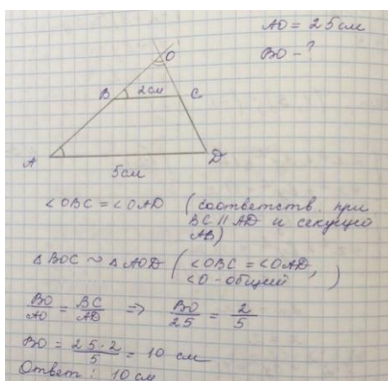 AO = 25 см
BO - ?
O
B 2 см C
A D
5 см
∠OBC = ∠OAD (соответств. при
BC ∥ AD и секущей
AB)
△BOC ~ △AOD (∠OBC = ∠OAD,
∠O - общий)
BO/AO = BC/AD ⇒ BO/25 = 2/5
BO = 25·2/5 = 10 см
Ответ: 10 см